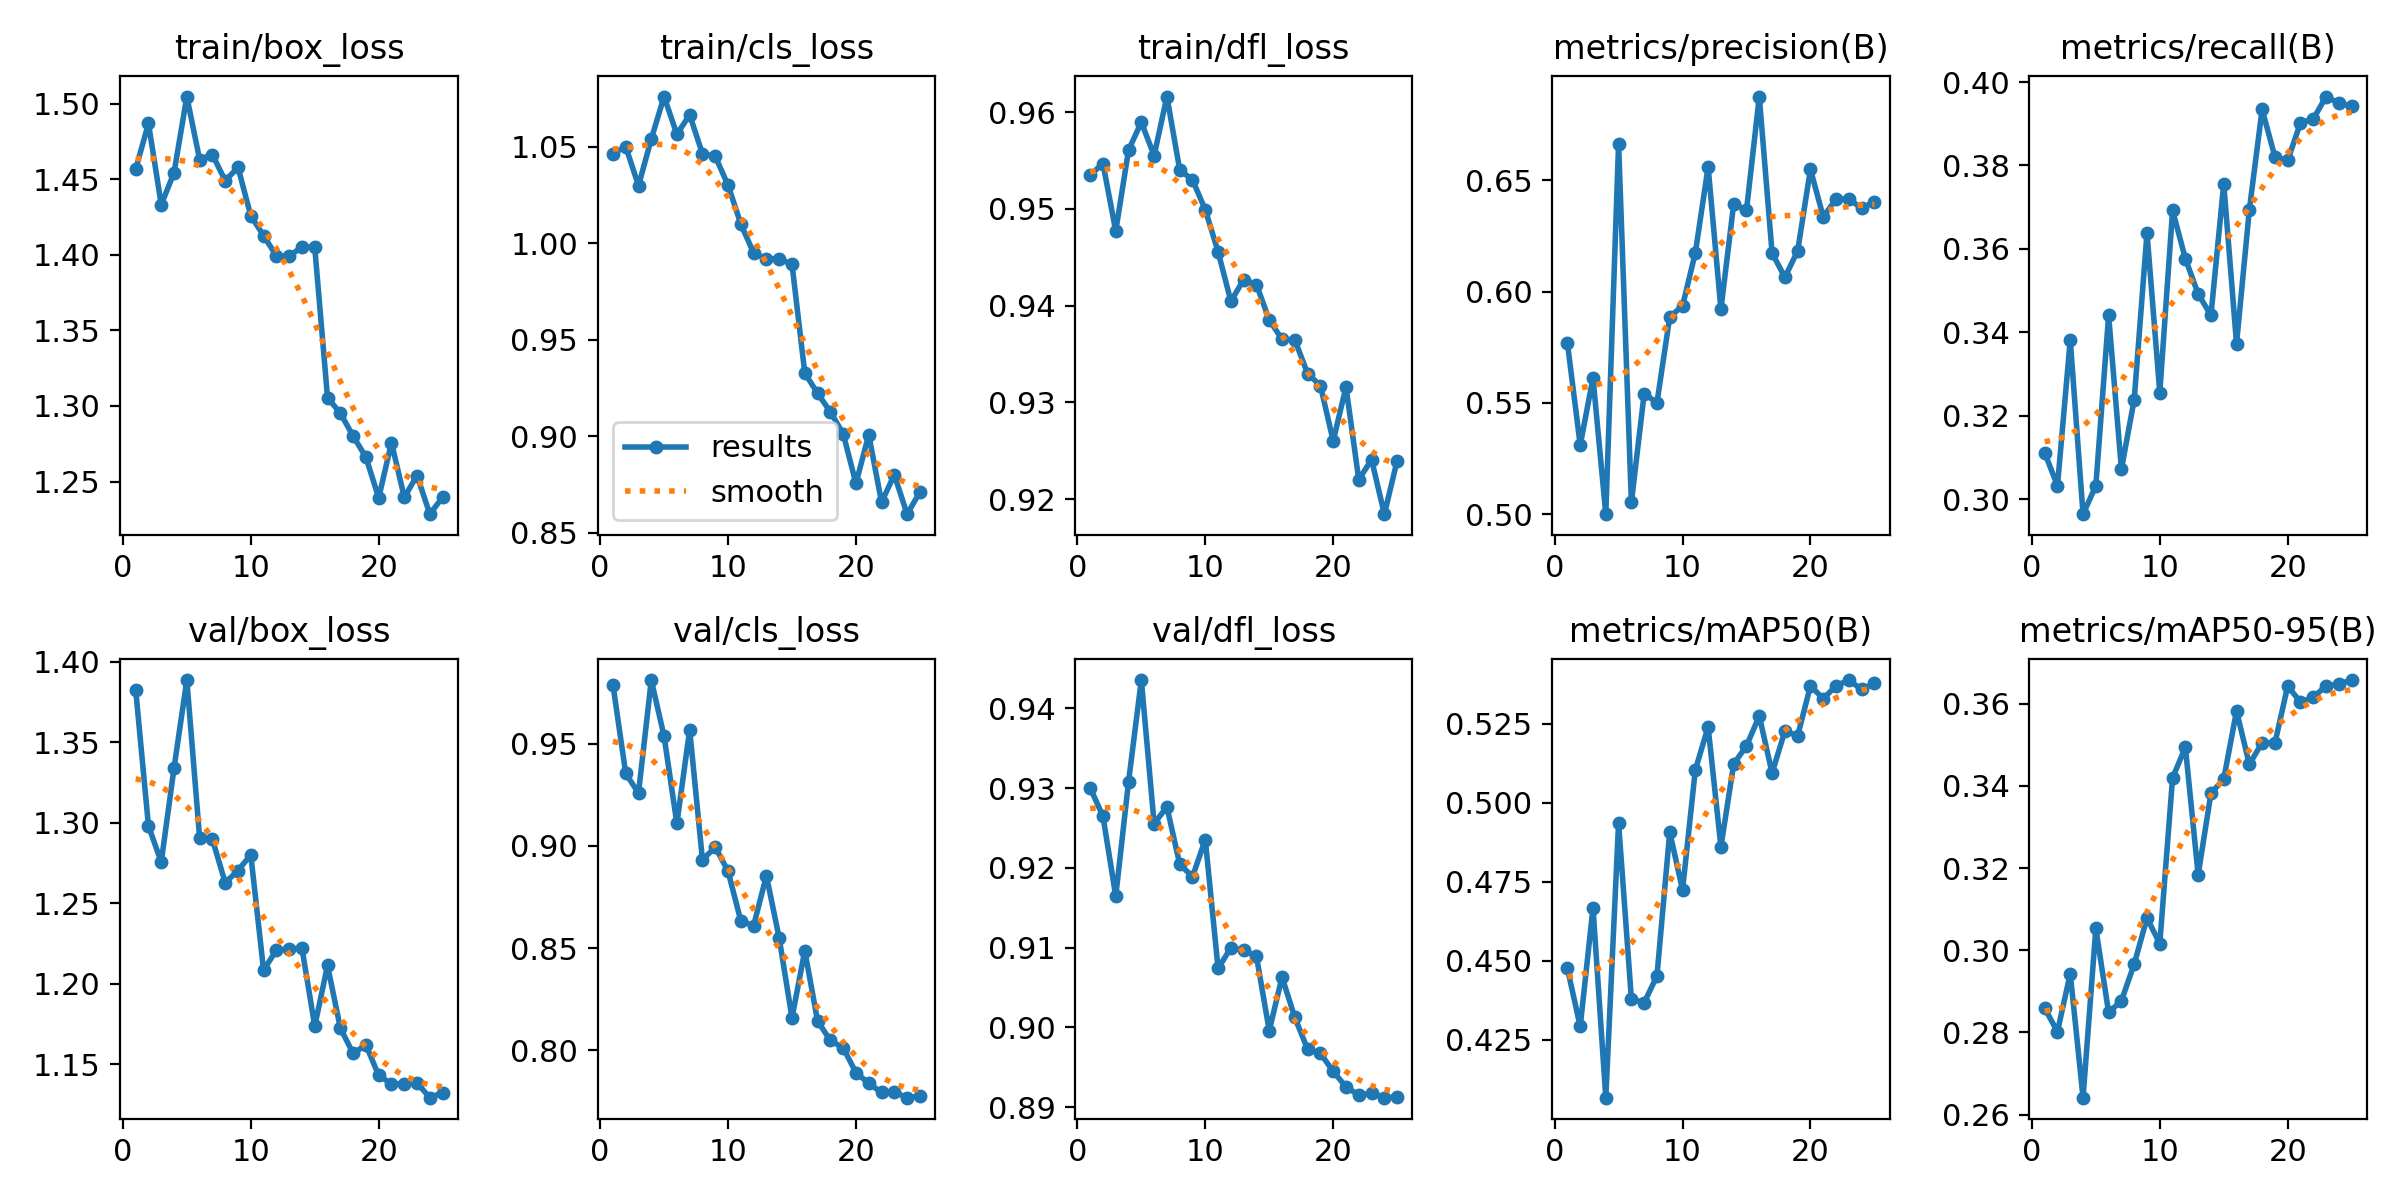 train/box_loss
1.50
1.45
1.40
1.35
1.30
1.25
0 10 20
train/cls_loss
1.05
1.00
0.95
0.90
0.85
results
smooth
0 10 20
train/dfl_loss
0.96
0.95
0.94
0.93
0.92
0 10 20
metrics/precision(B)
0.65
0.60
0.55
0.50
0 10 20
metrics/recall(B)
0.40
0.38
0.36
0.34
0.32
0.30
0 10 20
val/box_loss
1.40
1.35
1.30
1.25
1.20
1.15
0 10 20
val/cls_loss
0.95
0.90
0.85
0.80
0 10 20
val/dfl_loss
0.94
0.93
0.92
0.91
0.90
0.89
0 10 20
metrics/mAP50(B)
0.525
0.500
0.475
0.450
0.425
0 10 20
metrics/mAP50-95(B)
0.36
0.34
0.32
0.30
0.28
0.26
0 10 20